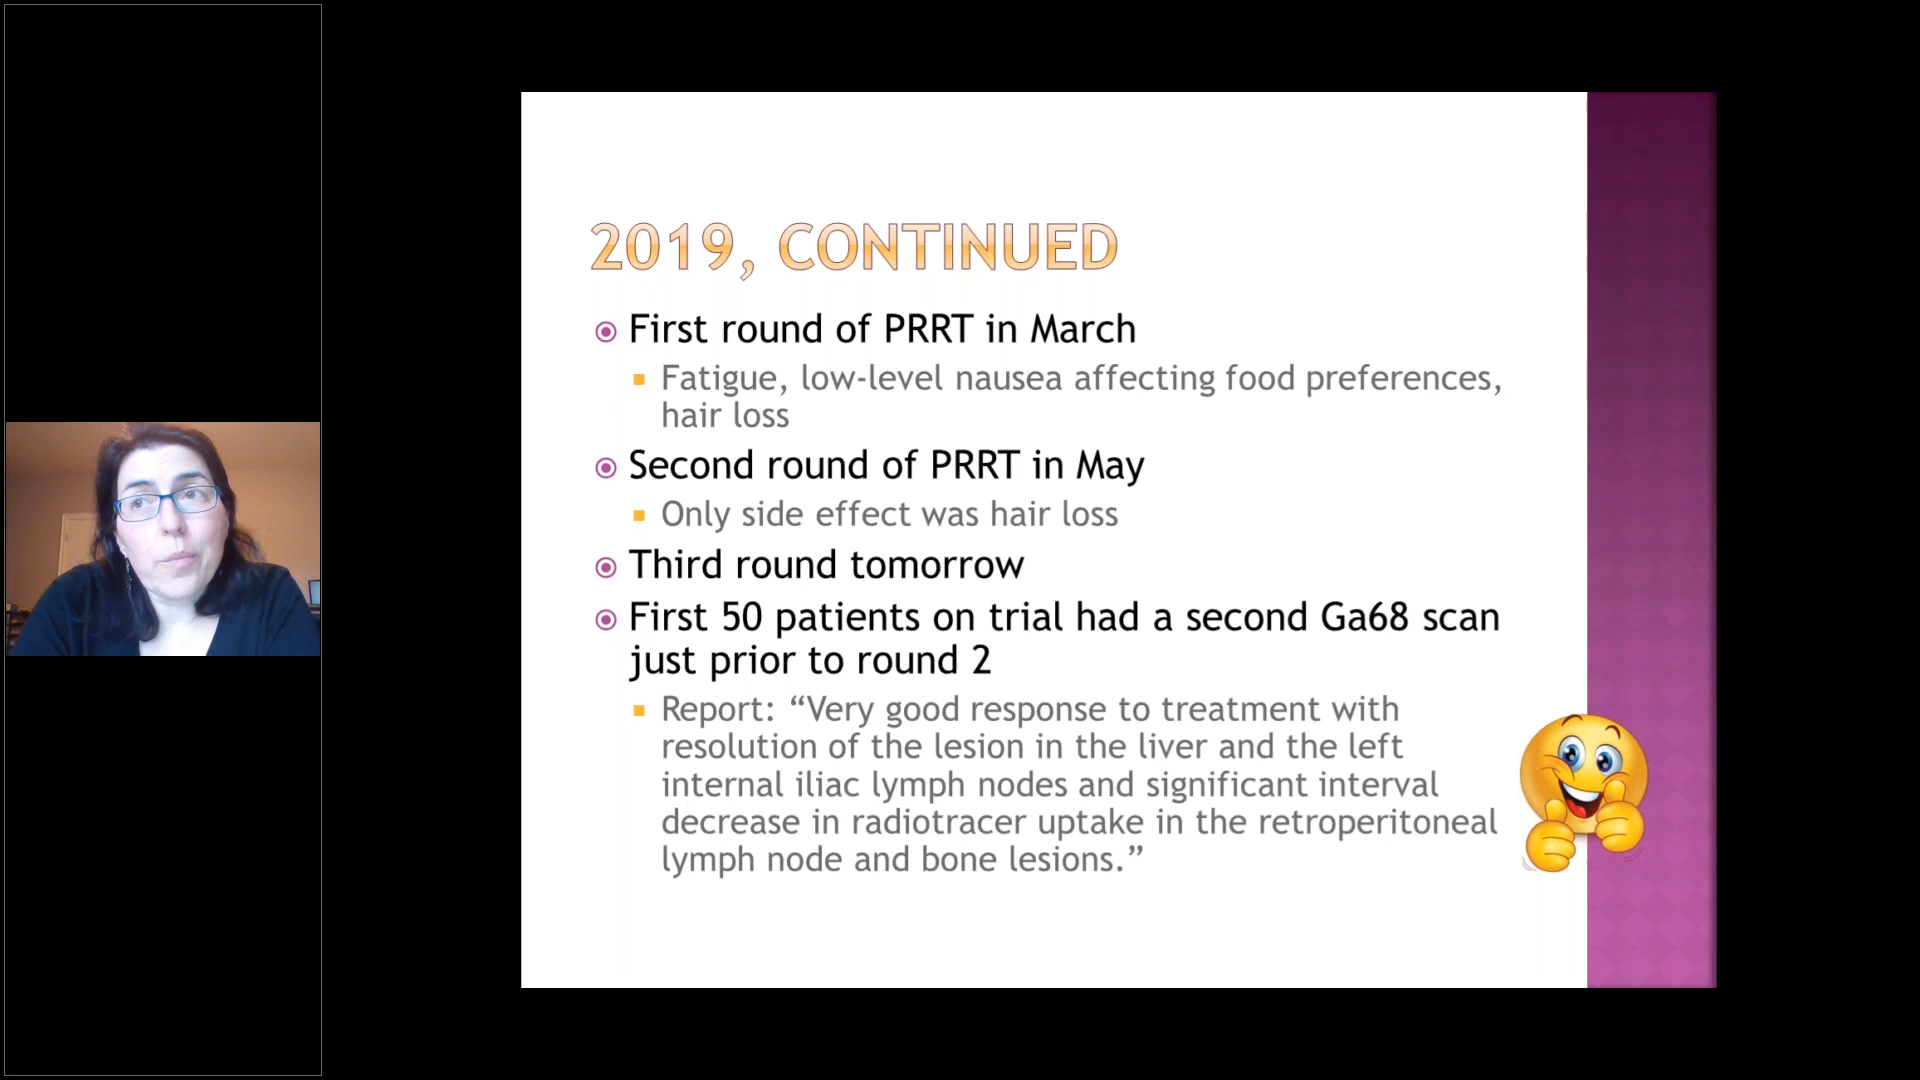 2019, CONTINUED
First round of PRRT in March
Fatigue, low-level nausea affecting food preferences,
hair loss
Second round of PRRT in May
Only side effect was hair loss
Third round tomorrow
First 50 patients on trial had a second Ga68 scan
just prior to round 2
Report: “Very good response to treatment with
resolution of the lesion in the liver and the left
internal iliac lymph nodes and significant interval
decrease in radiotracer uptake in the retroperitoneal
lymph node and bone lesions.”